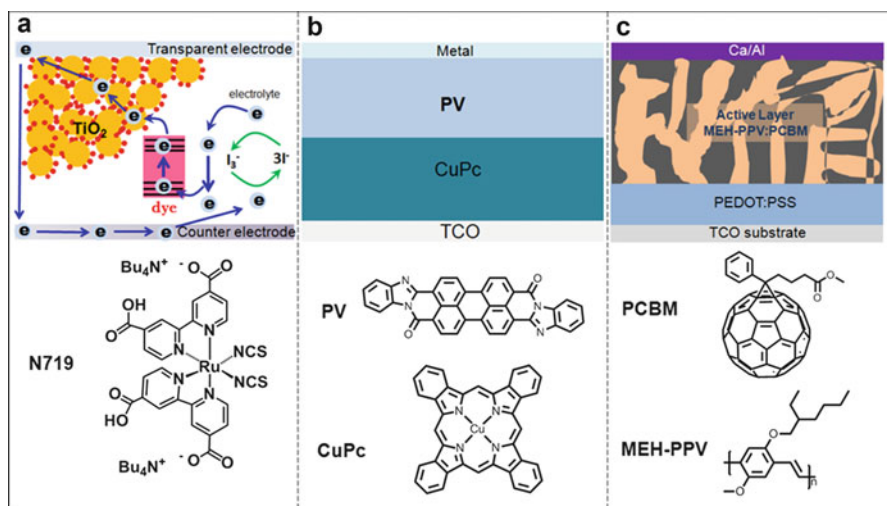 a
Transparent electrode
e
e
e
TiO2
electrolyte
e
e
e
e
I3-
3I-
e
e
e
dye
e
e
e
Counter electrode
Bu4N+
-O
O
O
OH
O
N
N
N719
Ru
NCS
NCS
O
N
N
HO
O
O-
Bu4N+
b
Metal
PV
CuPc
TCO
PV
N
N
O
O
N
N
CuPc
N
N
Cu
N
N
c
Ca/Al
Active Layer
MEH-PPV:PCBM
PEDOT:PSS
TCO substrate
PCBM
O
O
MEH-PPV
O
O
n